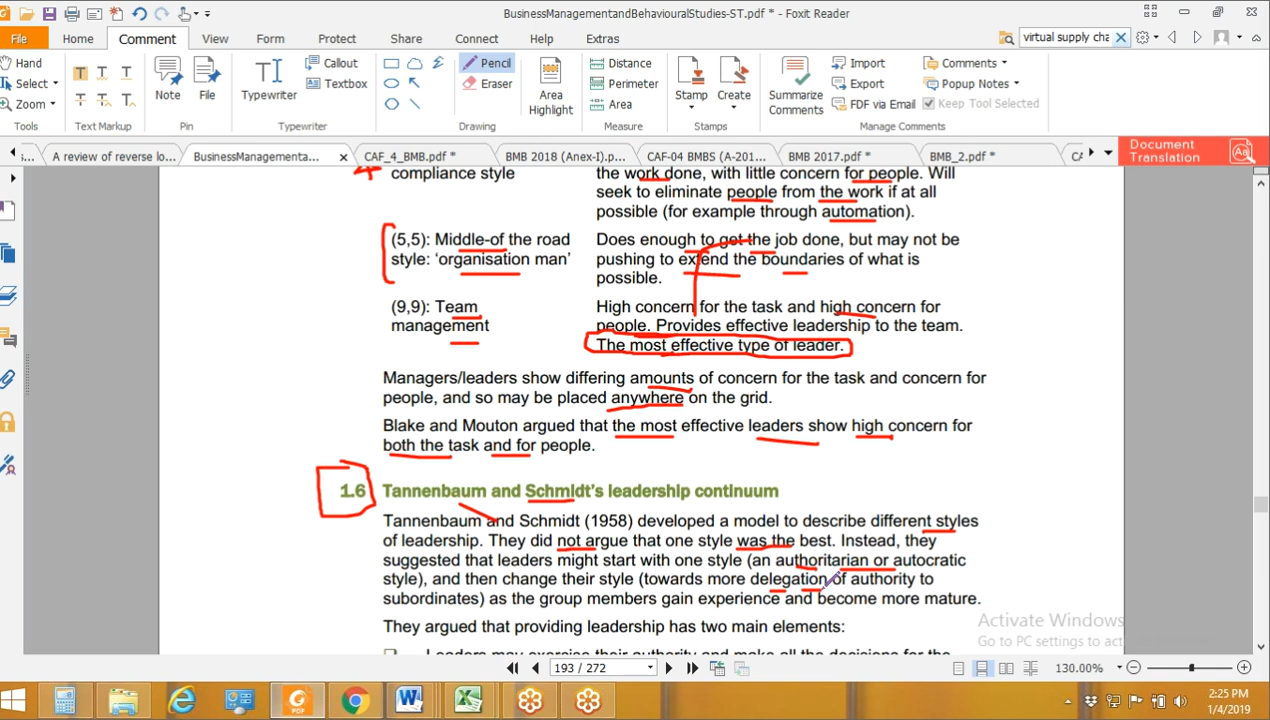 BusinessManagementandBehaviouralStudies-ST.pdf * - Foxit Reader
File Home Comment View Form Protect Share Connect Help Extras
virtual supply cha
Hand
Select
Zoom
Tools
Text Markup
Note
File
Pin
Typewriter
Callout
Textbox
Typewriter
Pencil
Eraser
Area
Highlight
Drawing
Distance
Perimeter
Area
Measure
Stamp
Create
Stamps
Summarize
Comments
Import
Export
FDF via Email
Comments
Popup Notes
Keep Tool Selected
Manage Comments
A review of reverse lo...
BusinessManagementa...
CAF_4_BMB.pdf *
BMB 2018 (Anex-I).p...
CAF-04 BMBS (A-201...
BMB 2017.pdf *
BMB_2.pdf *
Document
Translation
compliance style
the work done, with little concern for people. Will
seek to eliminate people from the work if at all
possible (for example through automation).
(5,5): Middle-of the road
style: 'organisation man'
Does enough to get the job done, but may not be
pushing to extend the boundaries of what is
possible.
(9,9): Team
management
High concern for the task and high concern for
people. Provides effective leadership to the team.
The most effective type of leader.
Managers/leaders show differing amounts of concern for the task and concern for
people, and so may be placed anywhere on the grid.
Blake and Mouton argued that the most effective leaders show high concern for
both the task and for people.
1.6 Tannenbaum and Schmidt's leadership continuum
Tannenbaum and Schmidt (1958) developed a model to describe different styles
of leadership. They did not argue that one style was the best. Instead, they
suggested that leaders might start with one style (an authoritarian or autocratic
style), and then change their style (towards more delegation of authority to
subordinates) as the group members gain experience and become more mature.
They argued that providing leadership has two main elements:
Leaders may exercise their authority and make all the decisions for the
Activate Windows
Go to PC settings to act
193 / 272
130.00%
2:25 PM
1/4/2019